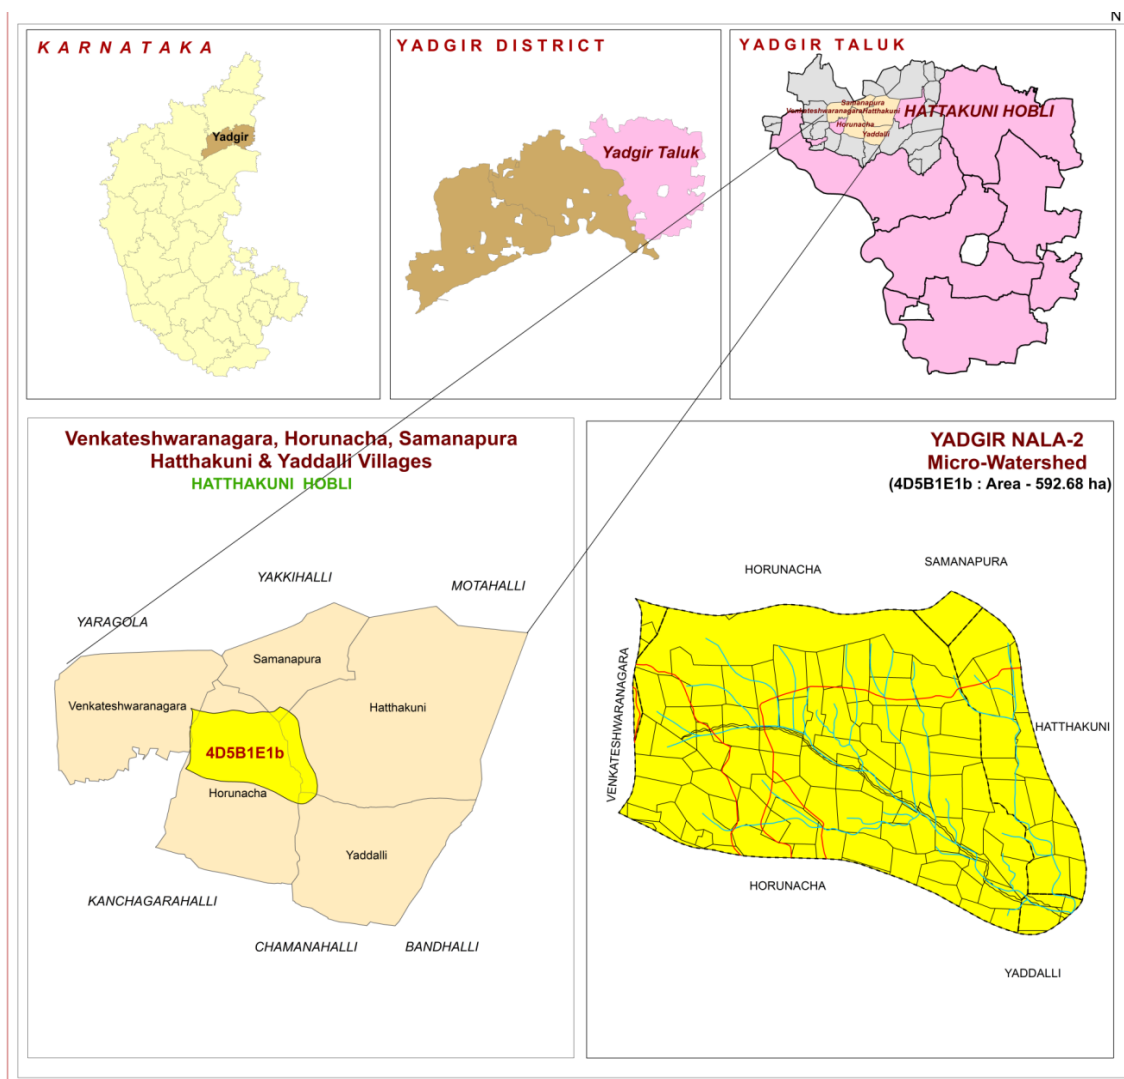 N
KARNATAKA
Yadgir
YADGIR DISTRICT
Yadgir Taluk
YADGIR TALUK
Samanapura
Venkateshwaranagara Hatthakuni
HATTAKUNI HOBLI
Horunacha
Yaddalli
Venkateshwaranagara, Horunacha, Samanapura
Hatthakuni & Yaddalli Villages
HATTHAKUNI HOBLI
YAKKIHALLI
MOTAHALLI
YARAGOLA
Samanapura
Venkateshwaranagara
Hatthakuni
4D5B1E1b
Horunacha
Yaddalli
KANCHAGARAHALLI
CHAMANAHALLI
BANDHALLI
YADGIR NALA-2
Micro-Watershed
(4D5B1E1b : Area - 592.68 ha)
SAMANAPURA
HORUNACHA
VENKATESHWARANAGARA
HATTHAKUNI
HORUNACHA
YADDALLI